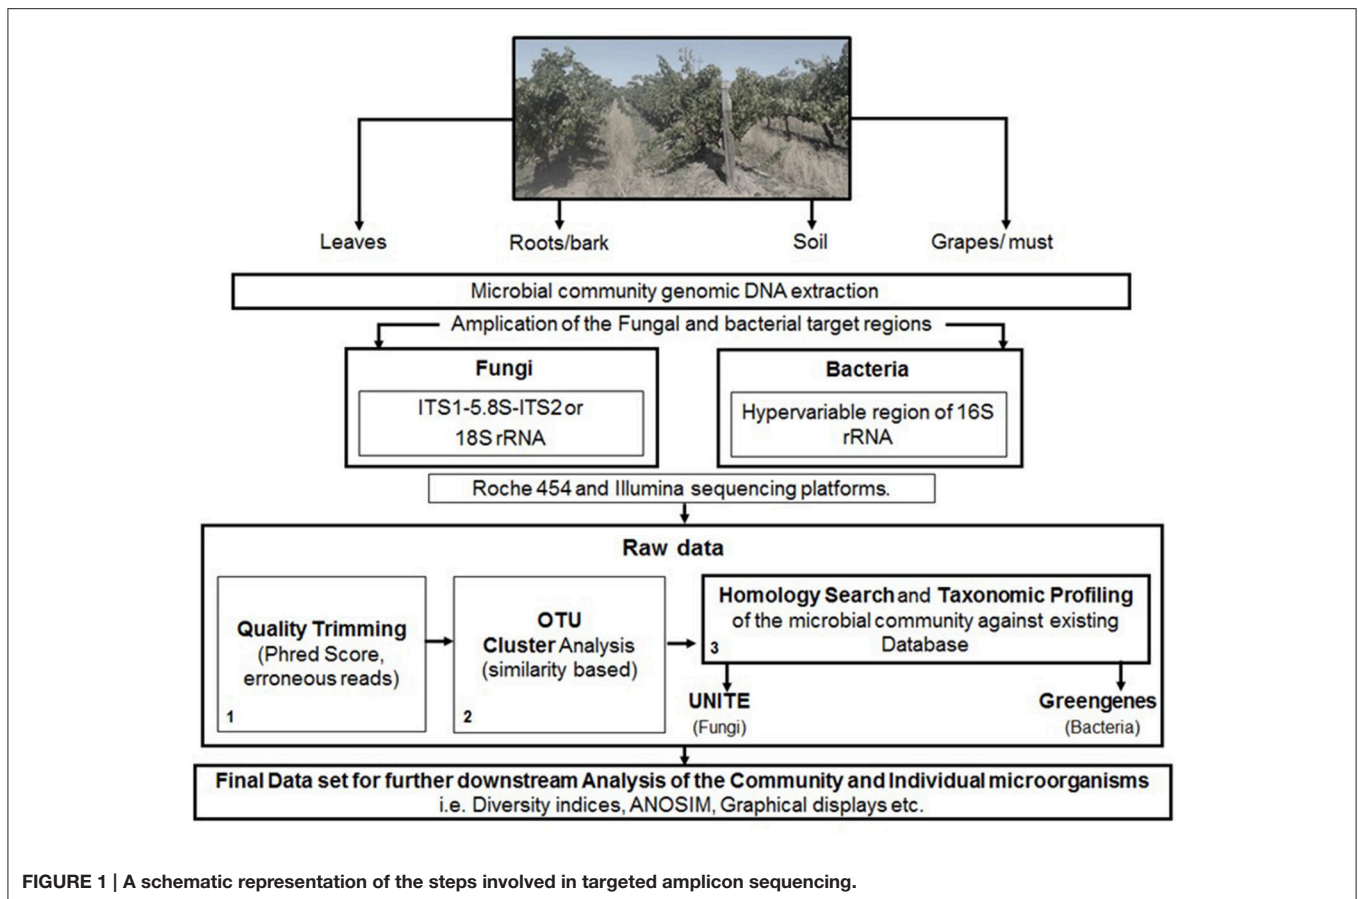 Leaves
Roots/bark
Soil
Grapes/ must
Microbial community genomic DNA extraction
Amplication of the Fungal and bacterial target regions
Fungi
ITS1-5.8S-ITS2 or
18S rRNA
Bacteria
Hypervariable region of 16S
rRNA
Roche 454 and Illumina sequencing platforms.
Raw data
Quality Trimming
(Phred Score,
erroneous reads)
1
OTU
Cluster Analysis
(similarity based)
2
Homology Search and Taxonomic Profiling
of the microbial community against existing
Database
3
UNITE
(Fungi)
Greengenes
(Bacteria)
Final Data set for further downstream Analysis of the Community and Individual microorganisms
i.e. Diversity indices, ANOSIM, Graphical displays etc.
FIGURE 1 | A schematic representation of the steps involved in targeted amplicon sequencing.